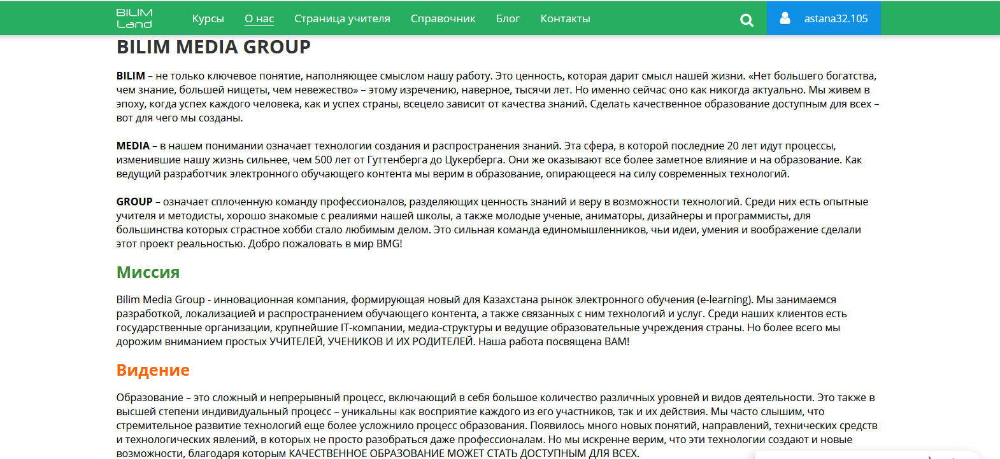 BILIM
Land
Курсы О нас Страница учителя Справочник Блог Контакты astana32.105
BILIM MEDIA GROUP
BILIM – не только ключевое понятие, наполняющее смыслом нашу работу. Это ценность, которая дарит смысл нашей жизни. «Нет большего богатства,
чем знание, большей нищеты, чем невежество» – этому изречению, наверное, тысячи лет. Но именно сейчас оно как никогда актуально. Мы живем в
эпоху, когда успех каждого человека, как и успех страны, всецело зависит от качества знаний. Сделать качественное образование доступным для всех –
вот для чего мы созданы.
MEDIA – в нашем понимании означает технологии создания и распространения знаний. Эта сфера, в которой последние 20 лет идут процессы,
изменившие нашу жизнь сильнее, чем 500 лет от Гуттенберга до Цукерберга. Они же оказывают все более заметное влияние и на образование. Как
ведущий разработчик электронного обучающего контента мы верим в образование, опирающееся на силу современных технологий.
GROUP – означает сплоченную команду профессионалов, разделяющих ценность знаний и веру в возможности технологий. Среди них есть опытные
учителя и методисты, хорошо знакомые с реалиями нашей школы, а также молодые ученые, аниматоры, дизайнеры и программисты, для
большинства которых страстное хобби стало любимым делом. Это сильная команда единомышленников, чьи идеи, умения и воображение сделали
этот проект реальностью. Добро пожаловать в мир BMG!
Миссия
Bilim Media Group - инновационная компания, формирующая новый для Казахстана рынок электронного обучения (e-learning). Мы занимаемся
разработкой, локализацией и распространением обучающего контента, а также связанных с ним технологий и услуг. Среди наших клиентов есть
государственные организации, крупнейшие IT-компании, медиа-структуры и ведущие образовательные учреждения страны. Но более всего мы
дорожим вниманием простых УЧИТЕЛЕЙ, УЧЕНИКОВ И ИХ РОДИТЕЛЕЙ. Наша работа посвящена ВАМ!
Видение
Образование – это сложный и непрерывный процесс, включающий в себя большое количество различных уровней и видов деятельности. Это также в
высшей степени индивидуальный процесс – уникальны как восприятие каждого из его участников, так и их действия. Мы часто слышим, что
стремительное развитие технологий еще более усложнило процесс образования. Появилось много новых понятий, направлений, технических средств
и технологических явлений, в которых не просто разобраться даже профессионалам. Но мы искренне верим, что эти технологии создают и новые
возможности, благодаря которым КАЧЕСТВЕННОЕ ОБРАЗОВАНИЕ МОЖЕТ СТАТЬ ДОСТУПНЫМ ДЛЯ ВСЕХ.